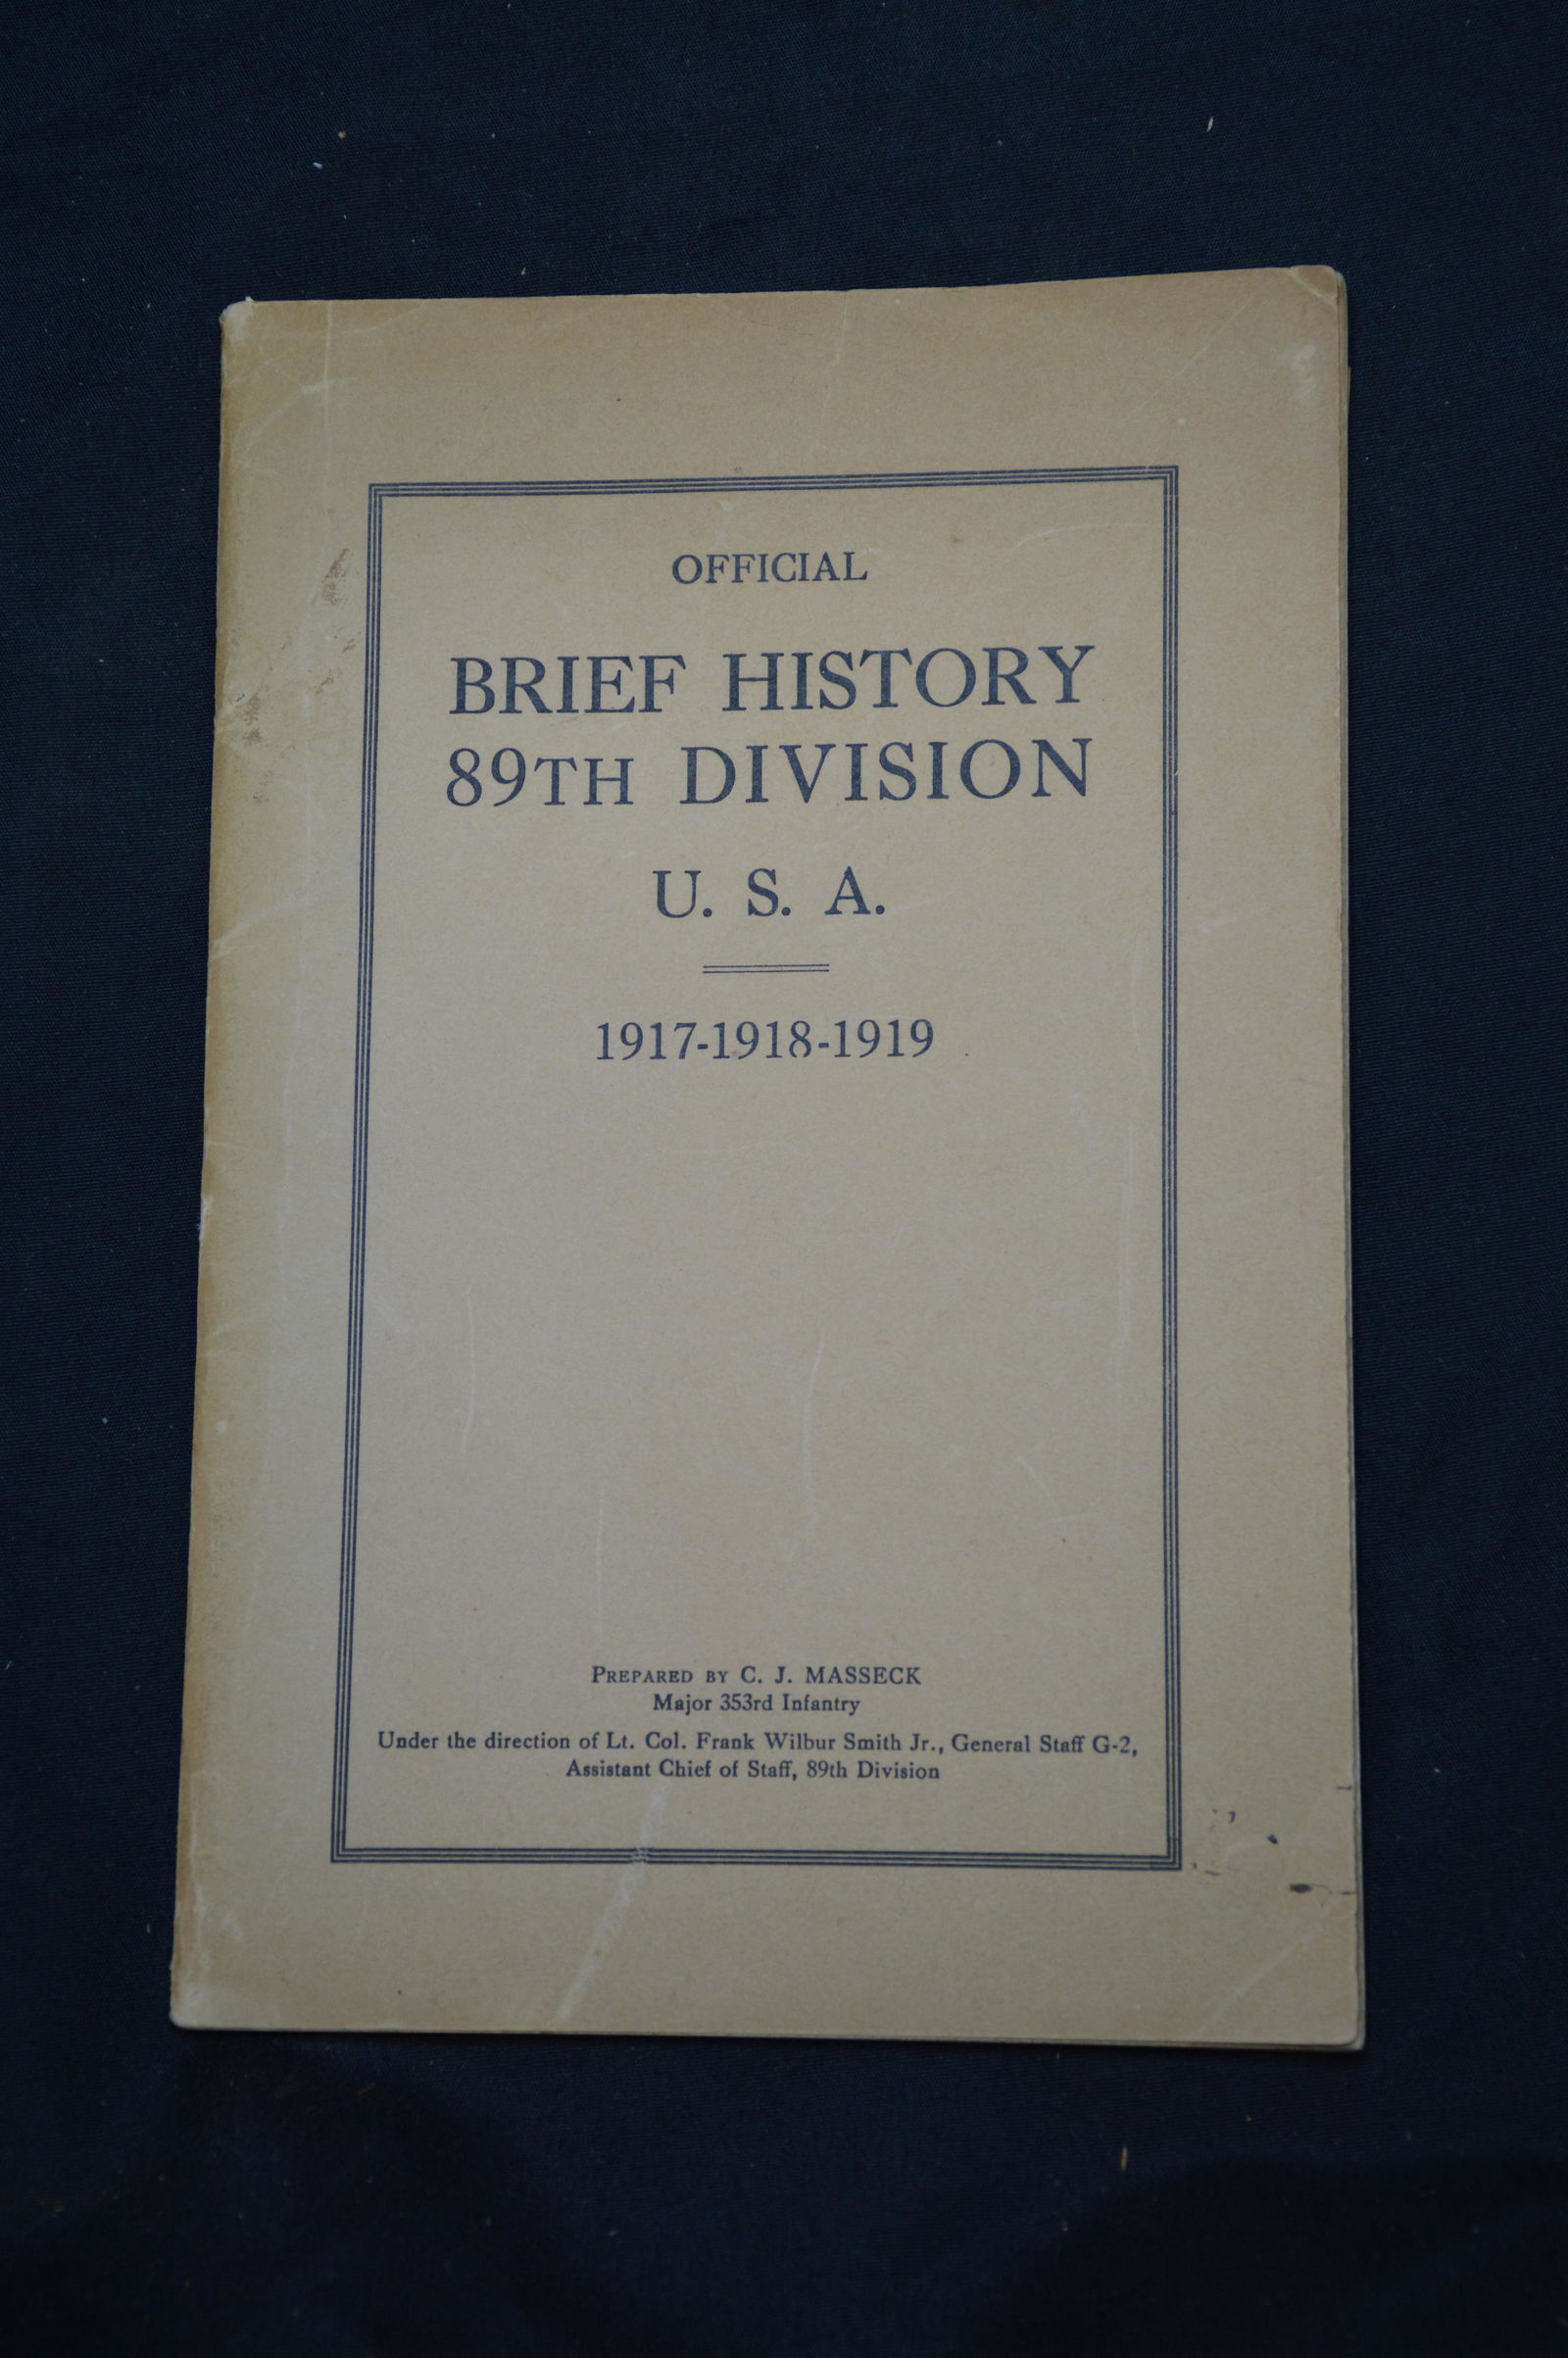 OFFICIAL
BRIEF HISTORY
89TH DIVISION
U. S. A.
1917-1918-1919
PREPARED BY C. J. MASSECK
Major 353rd Infantry
Under the direction of Lt. Col. Frank Wilbur Smith Jr., General Staff G-2,
Assistant Chief of Staff, 89th Division